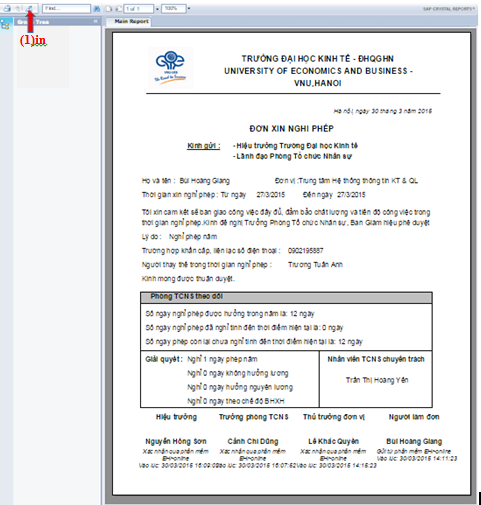 Find...
1 of 1
100%
SAP CRYSTAL REPORTS
Group Tree
Main Report
(1)in
TRƯỜNG ĐẠI HỌC KINH TẾ - ĐHQGHN
UNIVERSITY OF ECONOMICS AND BUSINESS -
VNU,HANOI
Hà nội, ngày 30 tháng 3 năm 2015
ĐƠN XIN NGHỈ PHÉP
Kính gửi : - Hiệu trưởng Trường Đại học Kinh tế
- Lãnh đạo Phòng Tổ chức Nhân sự
Họ và tên : Bùi Hoàng Giang Đơn vị :Trung tâm Hệ thống thông tin KT & QL
Thời gian xin nghỉ phép : Từ ngày 27/3/2015 Đến ngày 27/3/2015
Tôi xin cam kết sẽ bàn giao công việc đầy đủ, đảm bảo chất lượng và tiến độ công việc trong
thời gian nghỉ phép.Kính đề nghị Trưởng Phòng Tổ chức Nhân sự, Ban Giám hiệu phê duyệt
Lý do : Nghỉ phép năm
Trường hợp khẩn cấp, liên lạc số điện thoại : 0902195887
Người thay thế trong thời gian nghỉ phép : Trương Tuấn Anh
Kính mong được thuận duyệt.
Phòng TCNS theo dõi
Số ngày nghỉ phép được hưởng trong năm là: 12 ngày
Số ngày nghỉ phép đã nghỉ tính đến thời điểm hiện tại là: 0 ngày
Số ngày phép còn lại chưa nghỉ tính đến thời điểm hiện tại là: 12 ngày
Giải quyết : Nghỉ 1 ngày phép năm
Nghỉ 0 ngày không hưởng lương
Nghỉ 0 ngày hưởng nguyên lương
Nghỉ 0 ngày theo chế độ BHXH
Nhân viên TCNS chuyên trách
Trần Thị Hoàng Yến
Hiệu trưởng Trưởng phòng TCNS Thủ trưởng đơn vị Người làm đơn
Nguyễn Hồng Sơn Cảnh Chí Dũng Lê Khắc Quyền Bùi Hoàng Giang
Xác nhận qua phần mềm Xác nhận qua phần mềm Xác nhận qua phần mềm Gửi từ phần mềm EHr-online
EHr-online EHr-online EHr-online Vào lúc: 30/03/2015 14:11:23
Vào lúc: 30/03/2015 Vào lúc: 30/03/2015 Vào lúc: 30/03/2015 14:15:23